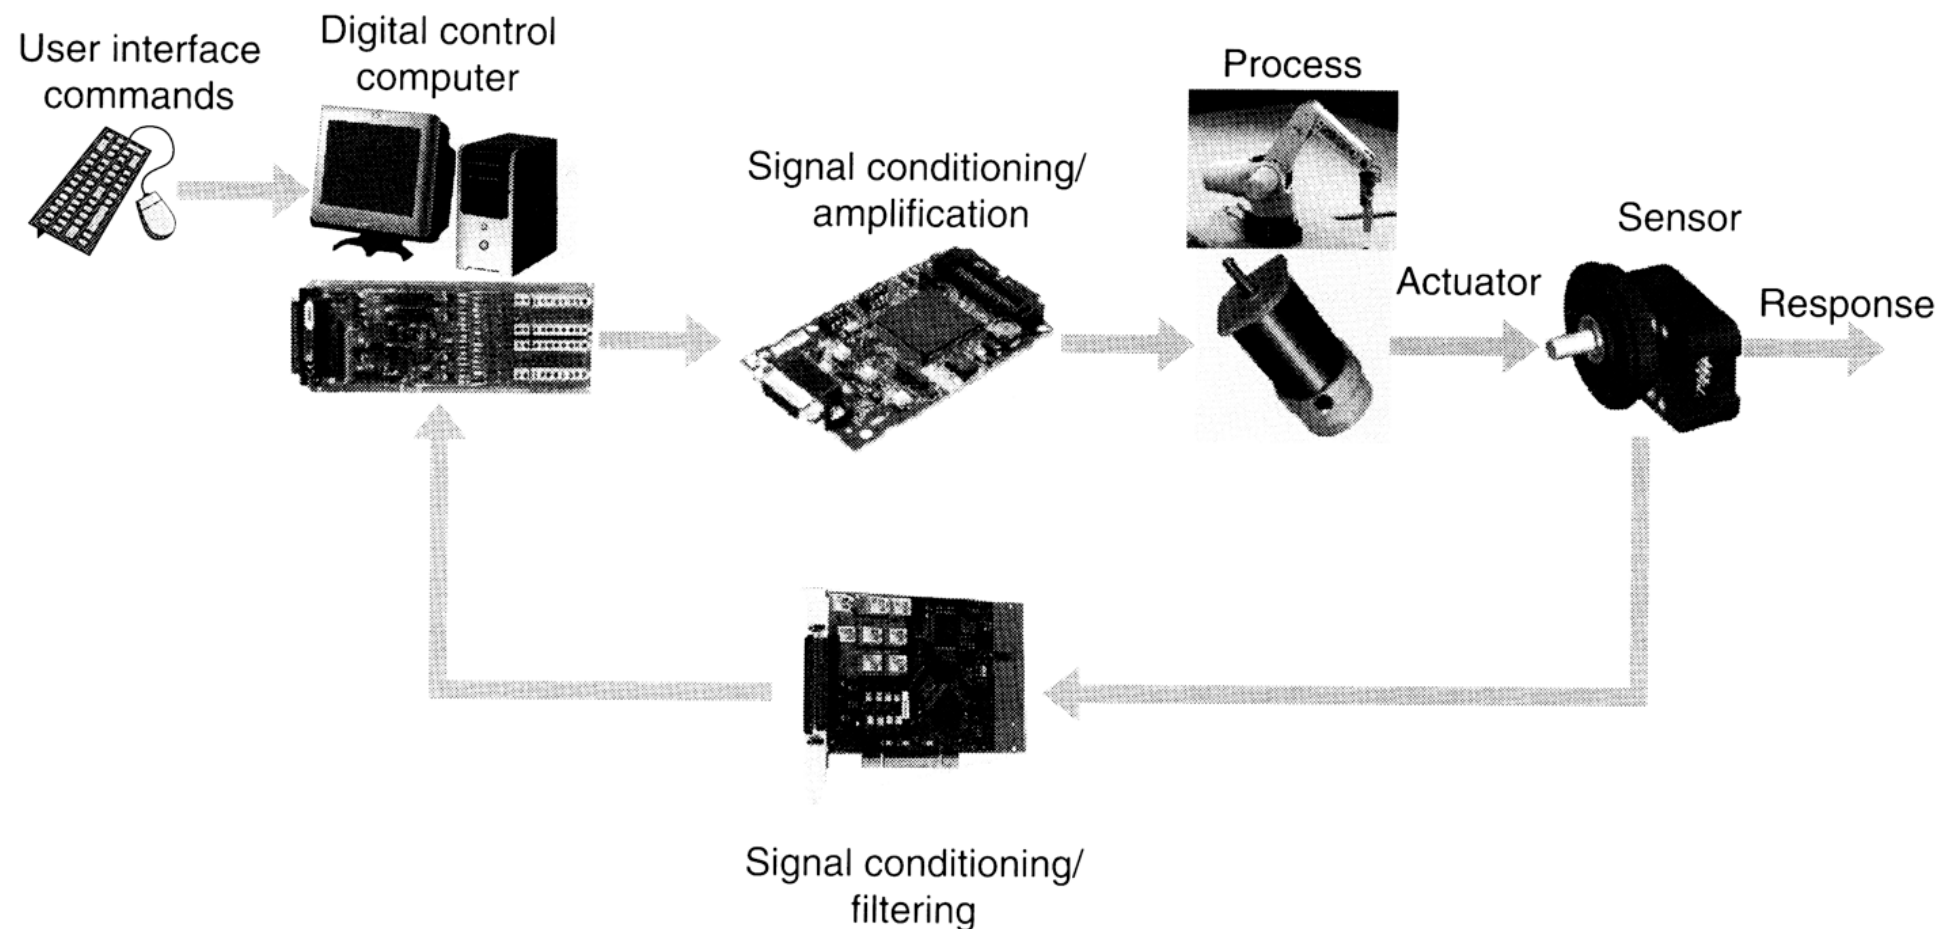 User interface
commands
Digital control
computer
Signal conditioning/
amplification
Process
Actuator
Sensor
Response
Signal conditioning/
filtering